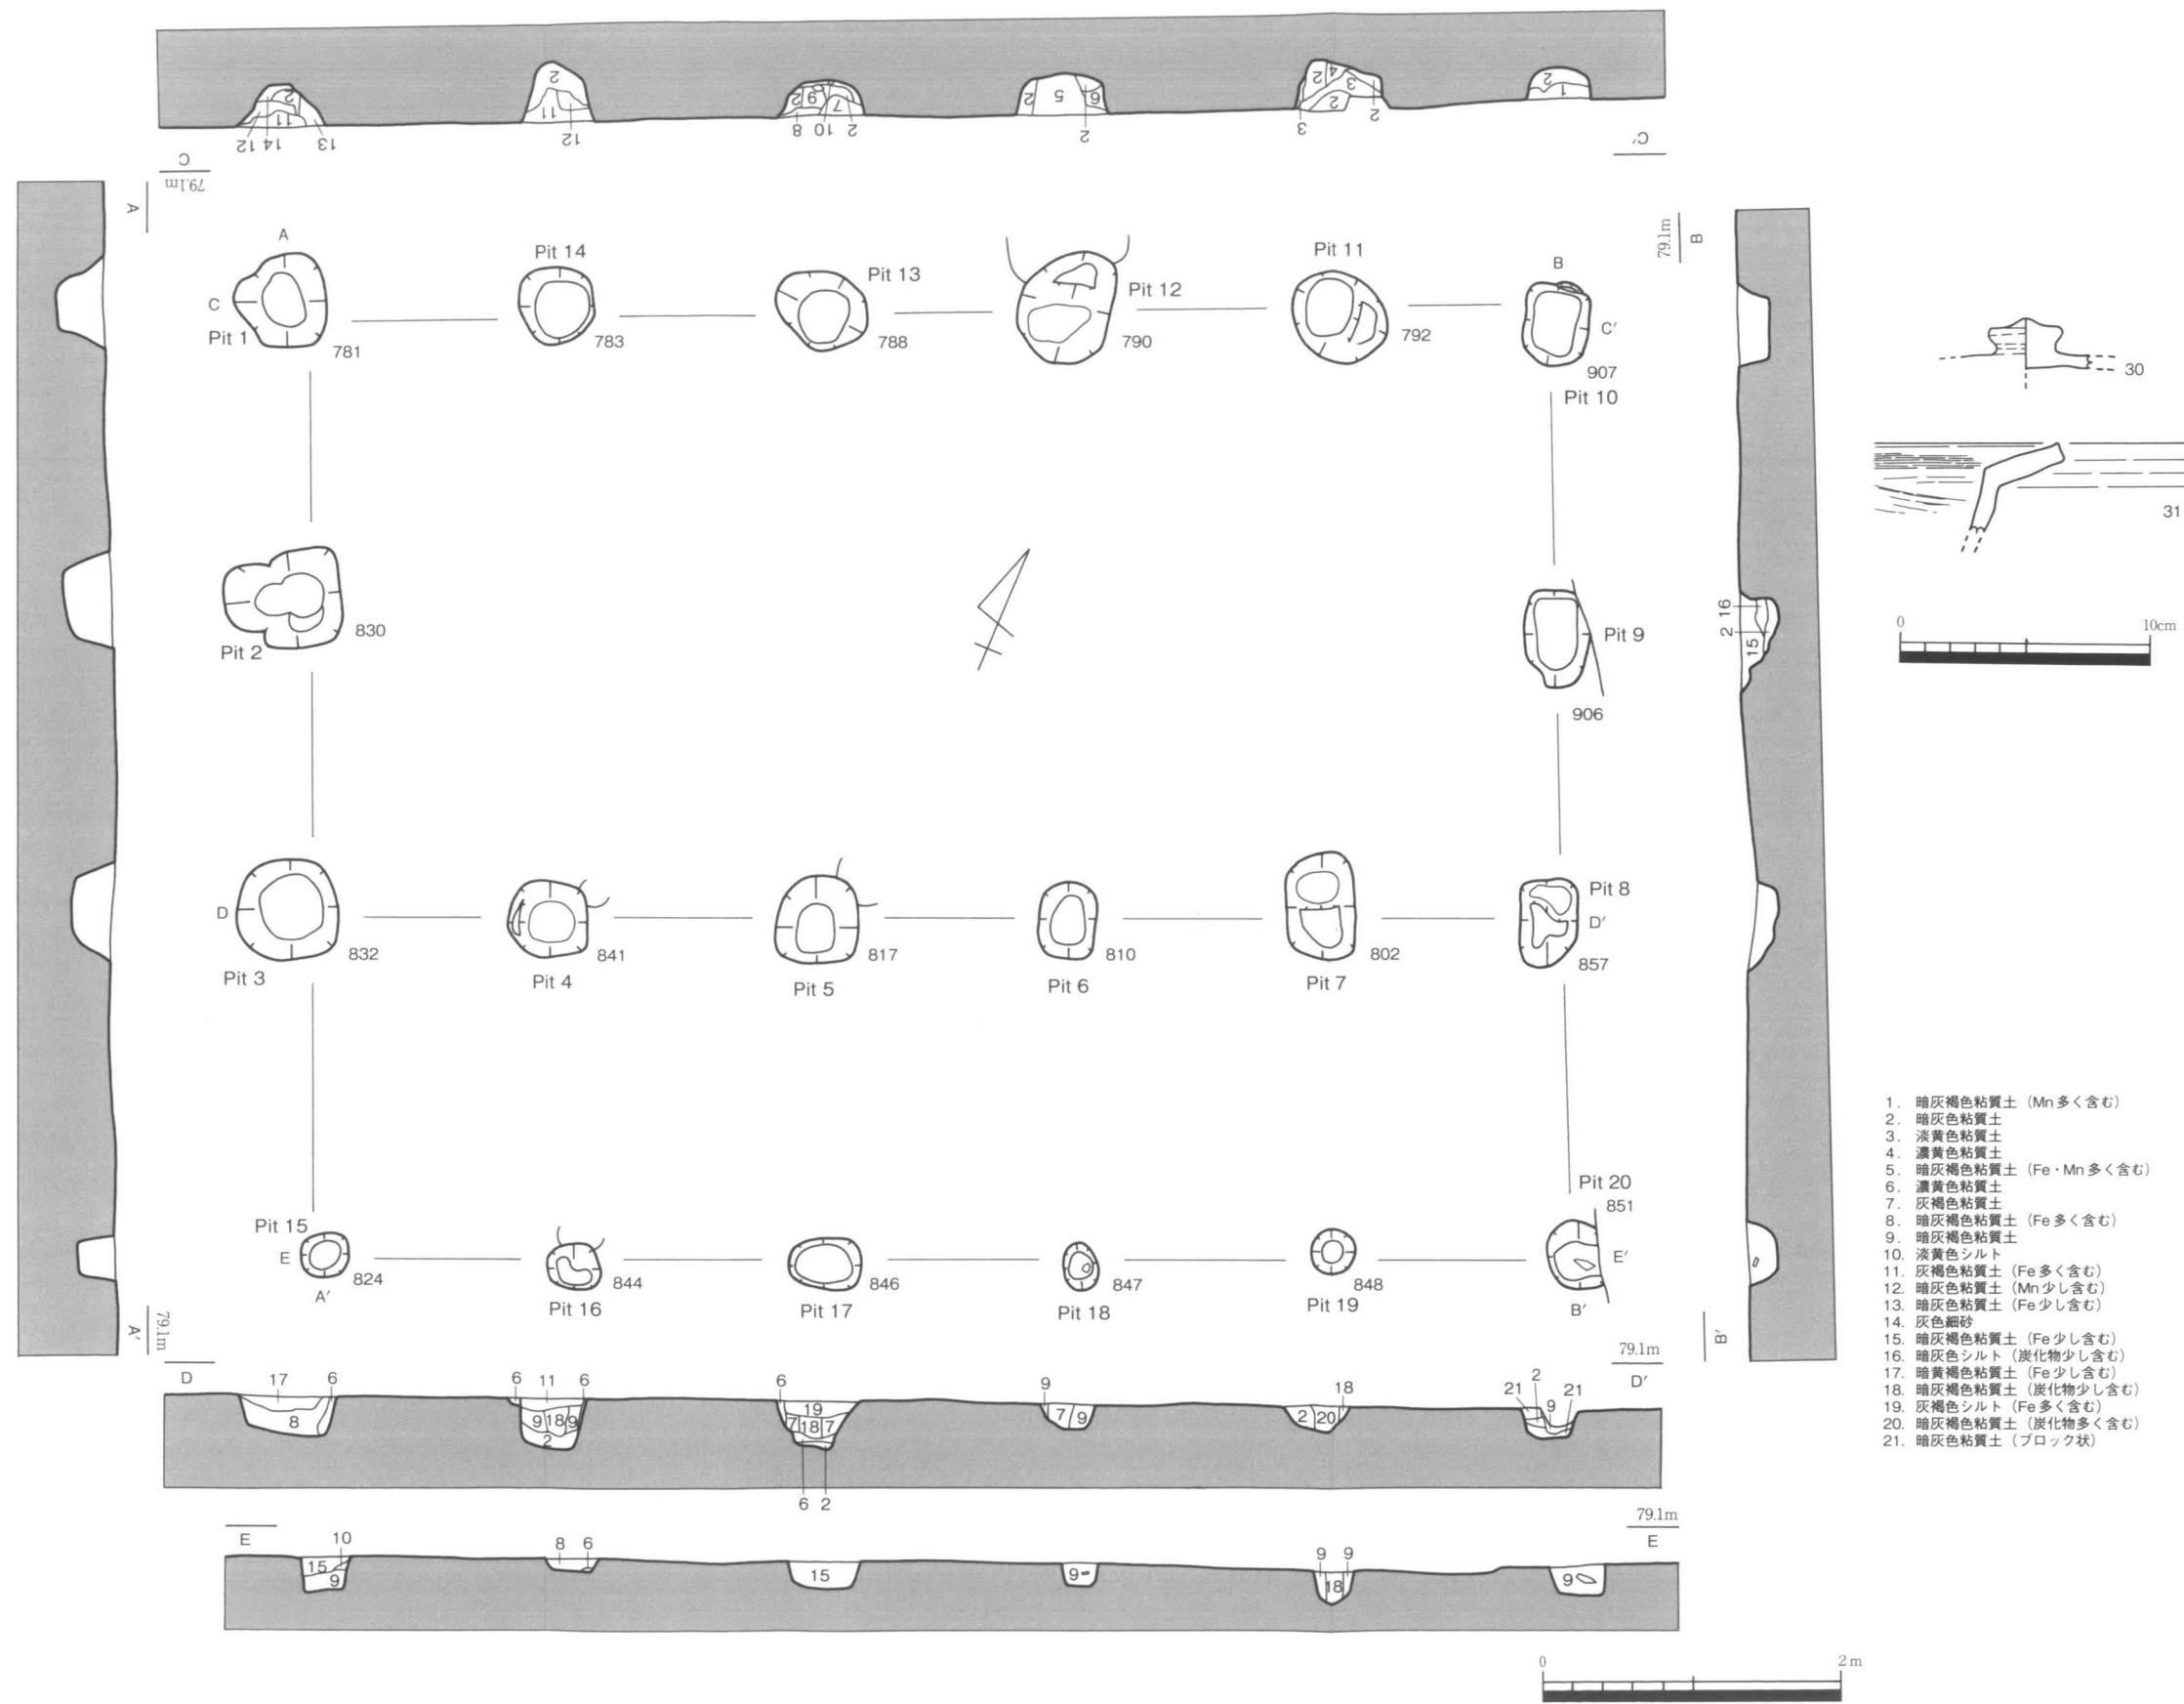 2
11
12
14
2
13
2
11
12
8
2
9
10
7
2
2
5
6
2
3
2
4
3
2
2
2
1
C
79.1m
C′
A
79.1m
B
A
Pit 1
C
781
Pit 14
783
Pit 13
788
Pit 12
790
Pit 11
792
B
C′
907
Pit 10
30
31
0
10cm
Pit 2
830
Pit 9
906
16
2
15
D
832
Pit 3
841
Pit 4
817
Pit 5
810
Pit 6
802
Pit 7
Pit 8
D′
857
Pit 15
E
824
A′
844
Pit 16
846
Pit 17
847
Pit 18
848
Pit 19
Pit 20
851
E′
B′
A′
79.1m
B′
1. 暗灰褐色粘質土（Mn多く含む）
2. 暗灰色粘質土
3. 淡黄色粘質土
4. 濃黄色粘質土
5. 暗灰褐色粘質土（Fe・Mn多く含む）
6. 濃黄色粘質土
7. 灰褐色粘質土
8. 暗灰褐色粘質土（Fe多く含む）
9. 暗灰褐色粘質土
10. 淡黄色シルト
11. 灰褐色粘質土（Fe多く含む）
12. 暗灰色粘質土（Mn少し含む）
13. 暗灰色粘質土（Fe少し含む）
14. 灰色細砂
15. 暗灰褐色粘質土（Fe少し含む）
16. 暗灰色シルト（炭化物少し含む）
17. 暗黄褐色粘質土（Fe少し含む）
18. 暗灰褐色粘質土（炭化物少し含む）
19. 灰褐色シルト（Fe多く含む）
20. 暗灰褐色粘質土（炭化物多く含む）
21. 暗灰色粘質土（ブロック状）
D
79.1m
D′
17
6
8
6
11
6
9
18
9
2
6
19
7
18
7
6
2
9
7
9
18
2
20
21
2
9
21
18
E
79.1m
E
10
15
9
8
6
15
9
9
9
18
9
0
2m